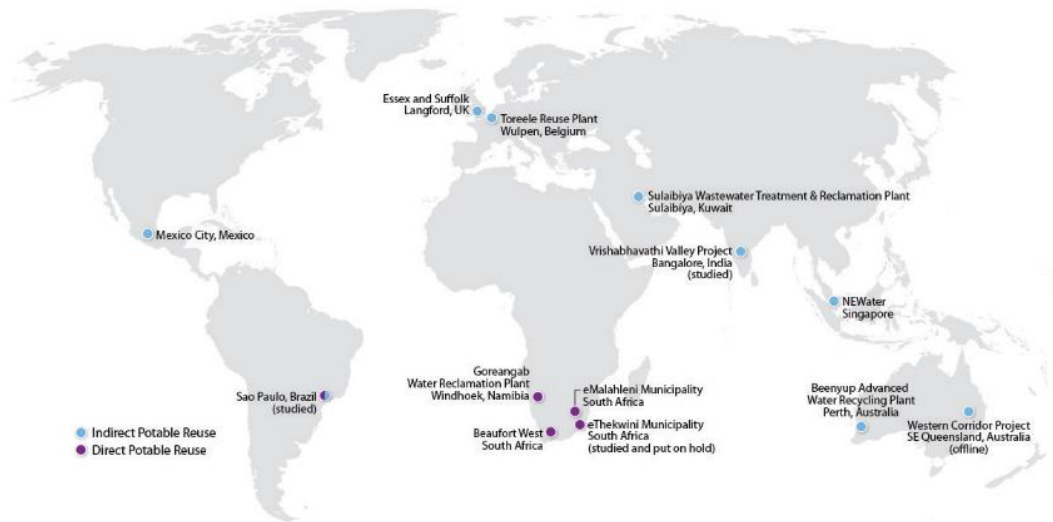 Essex and Suffolk
Langford, UK
Toreele Reuse Plant
Wulpen, Belgium
Sulaibiya Wastewater Treatment & Reclamation Plant
Sulaibiya, Kuwait
Mexico City, Mexico
Vrishabhavathi Valley Project
Bangalore, India
(studied)
NEWater
Singapore
Goreangab
Water Reclamation Plant
Windhoek, Namibia
eMalahleni Municipality
South Africa
Sao Paulo, Brazil
(studied)
Beaufort West
South Africa
eThekwini Municipality
South Africa
(studied and put on hold)
Beenyup Advanced
Water Recycling Plant
Perth, Australia
Western Corridor Project
SE Queensland, Australia
(offline)
Indirect Potable Reuse
Direct Potable Reuse